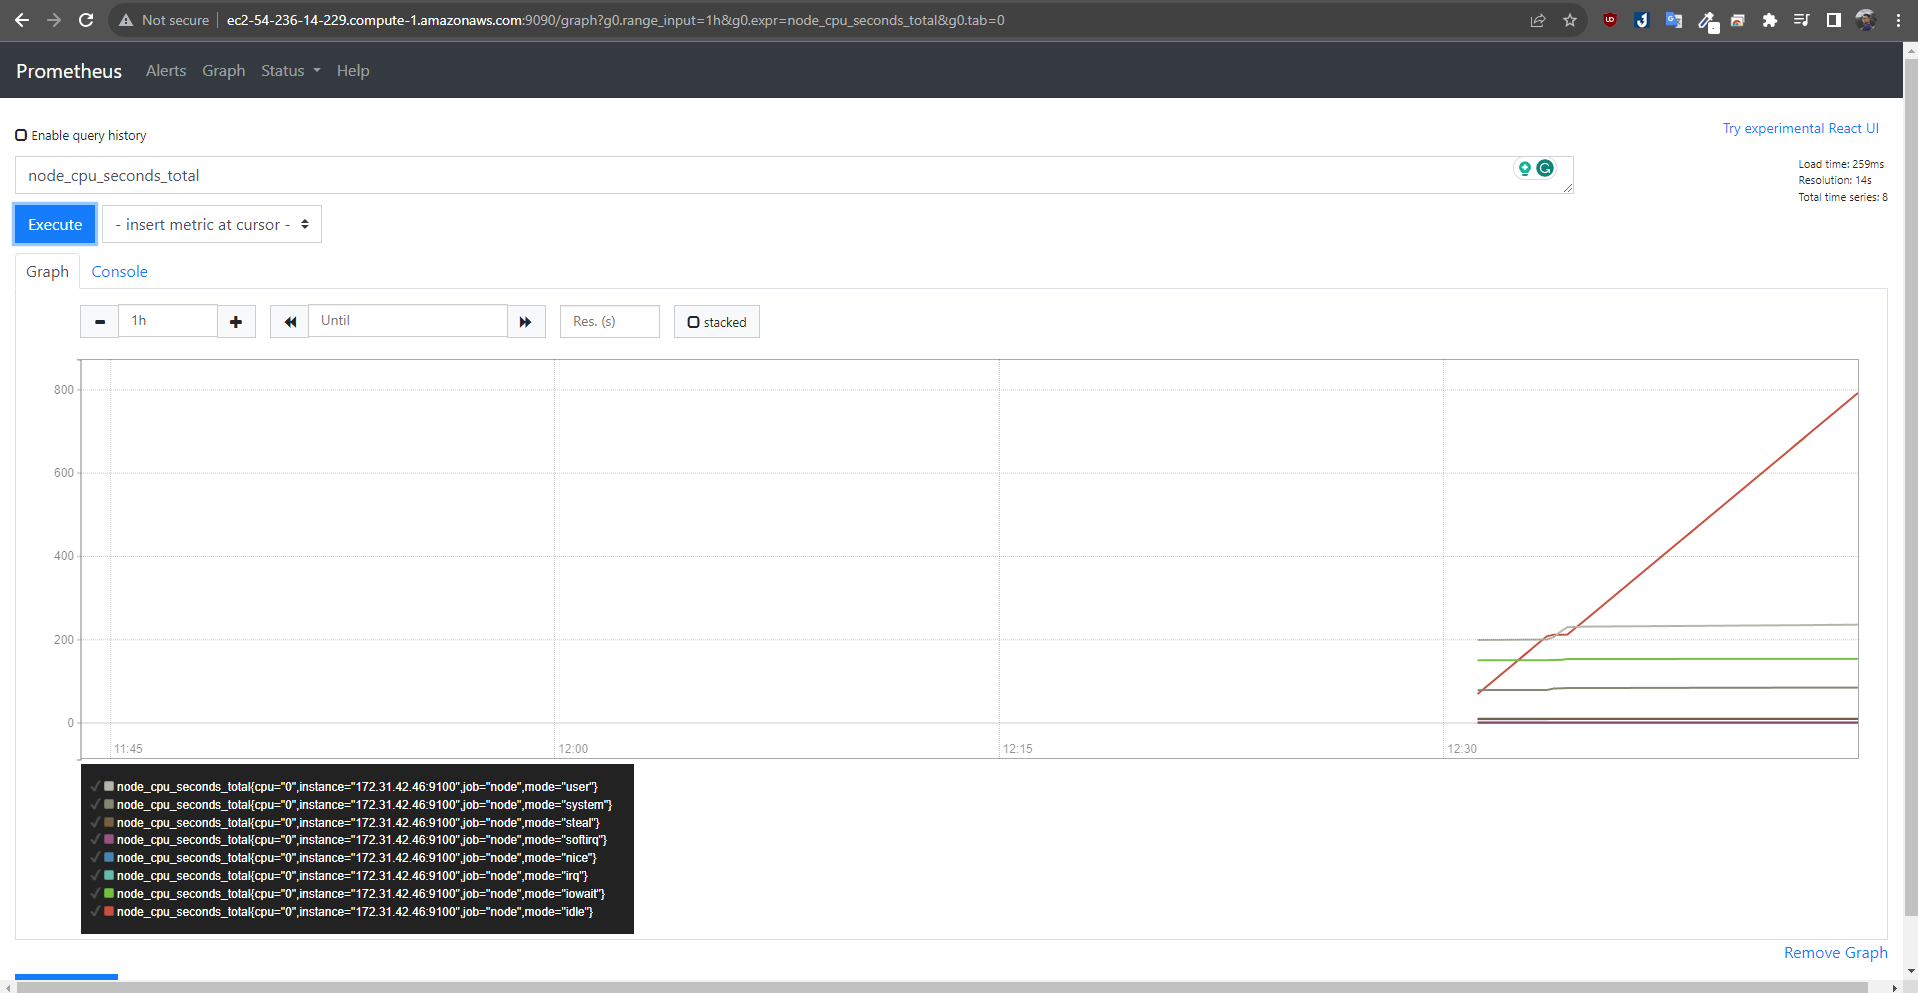 Not secure ec2-54-236-14-229.compute-1.amazonaws.com:9090/graph?g0.range_input=1h&g0.expr=node_cpu_seconds_total&g0.tab=0
Prometheus Alerts Graph Status Help
Enable query history
Try experimental React UI
node_cpu_seconds_total
Load time: 259ms
Resolution: 14s
Total time series: 8
Execute - insert metric at cursor -
Graph Console
1h Until Res. (s) stacked
800
600
400
200
0
11:45 12:00 12:15 12:30
node_cpu_seconds_total{cpu="0",instance="172.31.42.46:9100",job="node",mode="user"}
node_cpu_seconds_total{cpu="0",instance="172.31.42.46:9100",job="node",mode="system"}
node_cpu_seconds_total{cpu="0",instance="172.31.42.46:9100",job="node",mode="steal"}
node_cpu_seconds_total{cpu="0",instance="172.31.42.46:9100",job="node",mode="softirq"}
node_cpu_seconds_total{cpu="0",instance="172.31.42.46:9100",job="node",mode="nice"}
node_cpu_seconds_total{cpu="0",instance="172.31.42.46:9100",job="node",mode="irq"}
node_cpu_seconds_total{cpu="0",instance="172.31.42.46:9100",job="node",mode="iowait"}
node_cpu_seconds_total{cpu="0",instance="172.31.42.46:9100",job="node",mode="idle"}
Remove Graph